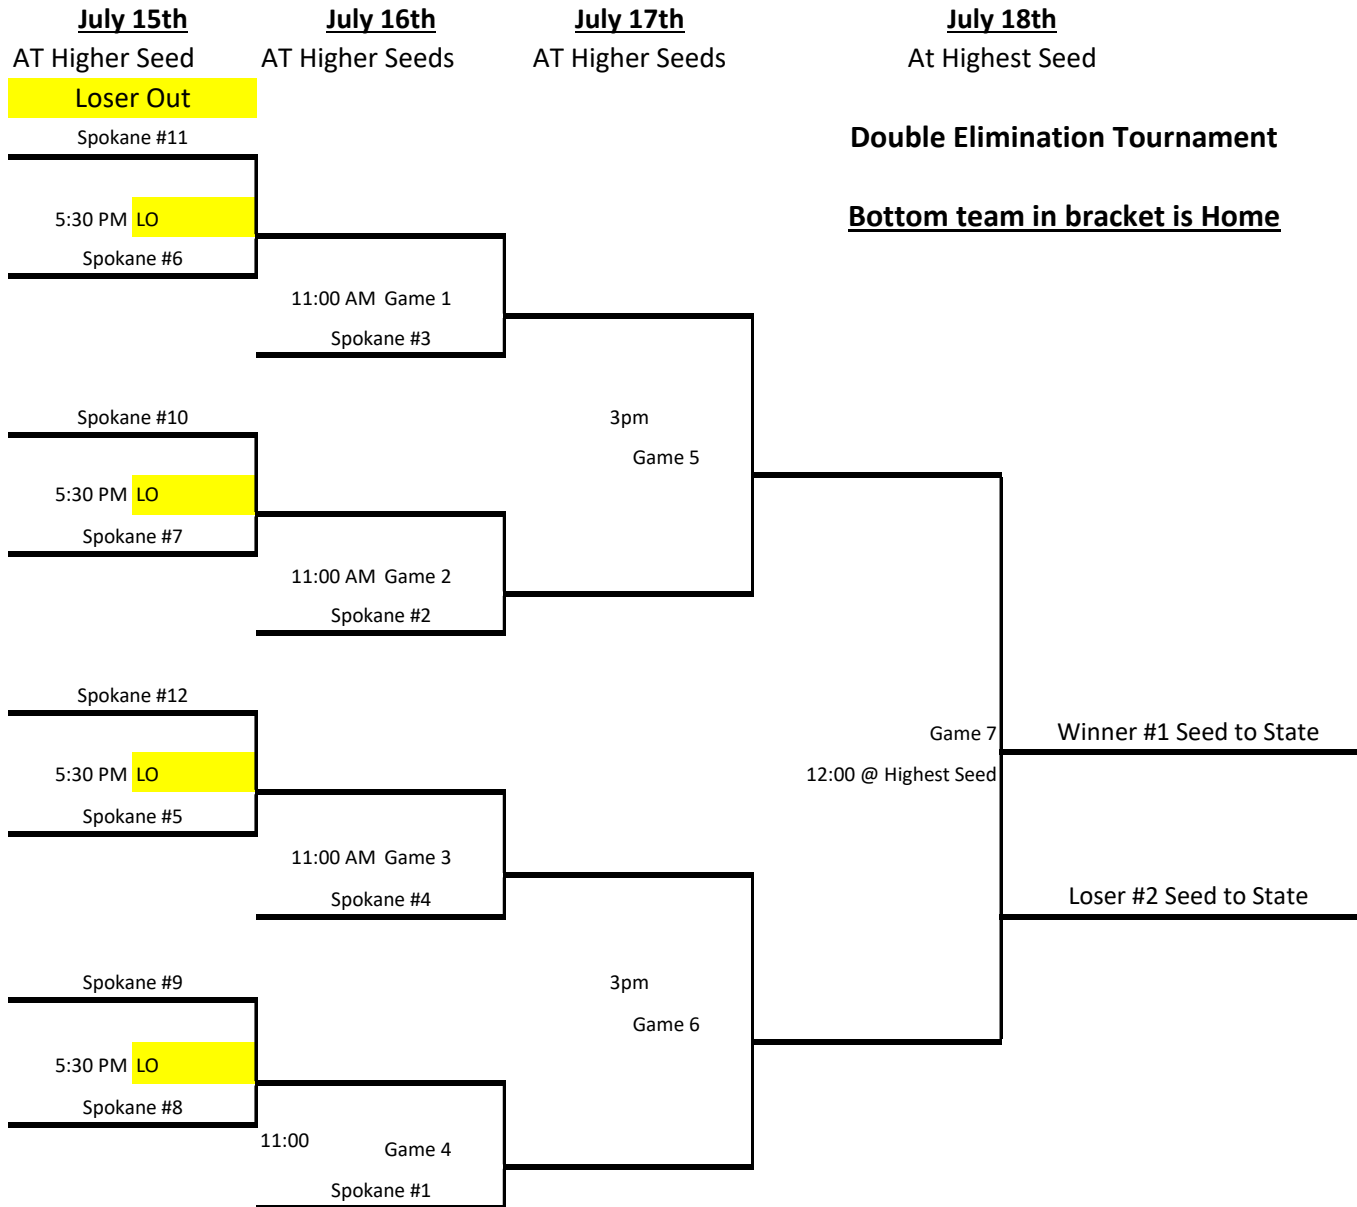 July 15th July 16th July 17th July 18th
AT Higher Seed AT Higher Seeds AT Higher Seeds At Highest Seed
Loser Out
Spokane #11
Double Elimination Tournament
5:30 PM LO
Bottom team in bracket is Home
Spokane #6
11:00 AM Game 1
Spokane #3
Spokane #10
3pm
Game 5
5:30 PM LO
Spokane #7
11:00 AM Game 2
Spokane #2
Spokane #12
Game 7
Winner #1 Seed to State
5:30 PM LO
12:00 @ Highest Seed
Spokane #5
11:00 AM Game 3
Spokane #4
Loser #2 Seed to State
Spokane #9
3pm
Game 6
5:30 PM LO
Spokane #8
11:00 Game 4
Spokane #1